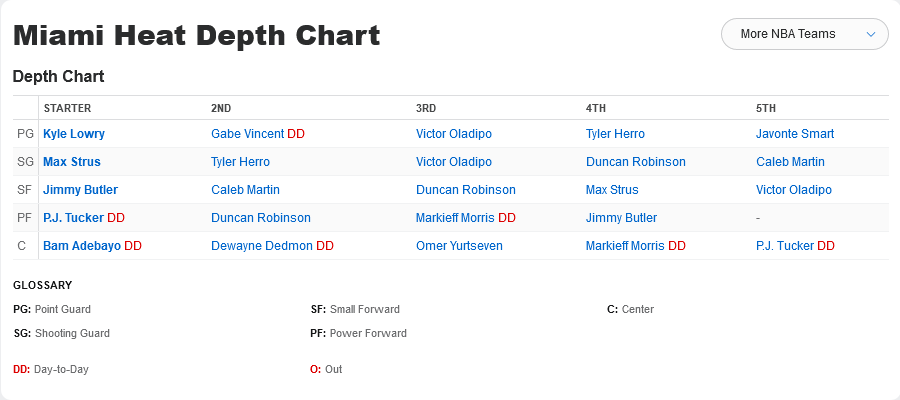 Miami Heat Depth Chart
More NBA Teams
Depth Chart
STARTER 2ND 3RD 4TH 5TH
PG Kyle Lowry Gabe Vincent DD Victor Oladipo Tyler Herro Javonte Smart
SG Max Strus Tyler Herro Victor Oladipo Duncan Robinson Caleb Martin
SF Jimmy Butler Caleb Martin Duncan Robinson Max Strus Victor Oladipo
PF P.J. Tucker DD Duncan Robinson Markieff Morris DD Jimmy Butler -
C Bam Adebayo DD Dewayne Dedmon DD Omer Yurtseven Markieff Morris DD P.J. Tucker DD
GLOSSARY
PG: Point Guard SF: Small Forward C: Center
SG: Shooting Guard PF: Power Forward
DD: Day-to-Day O: Out